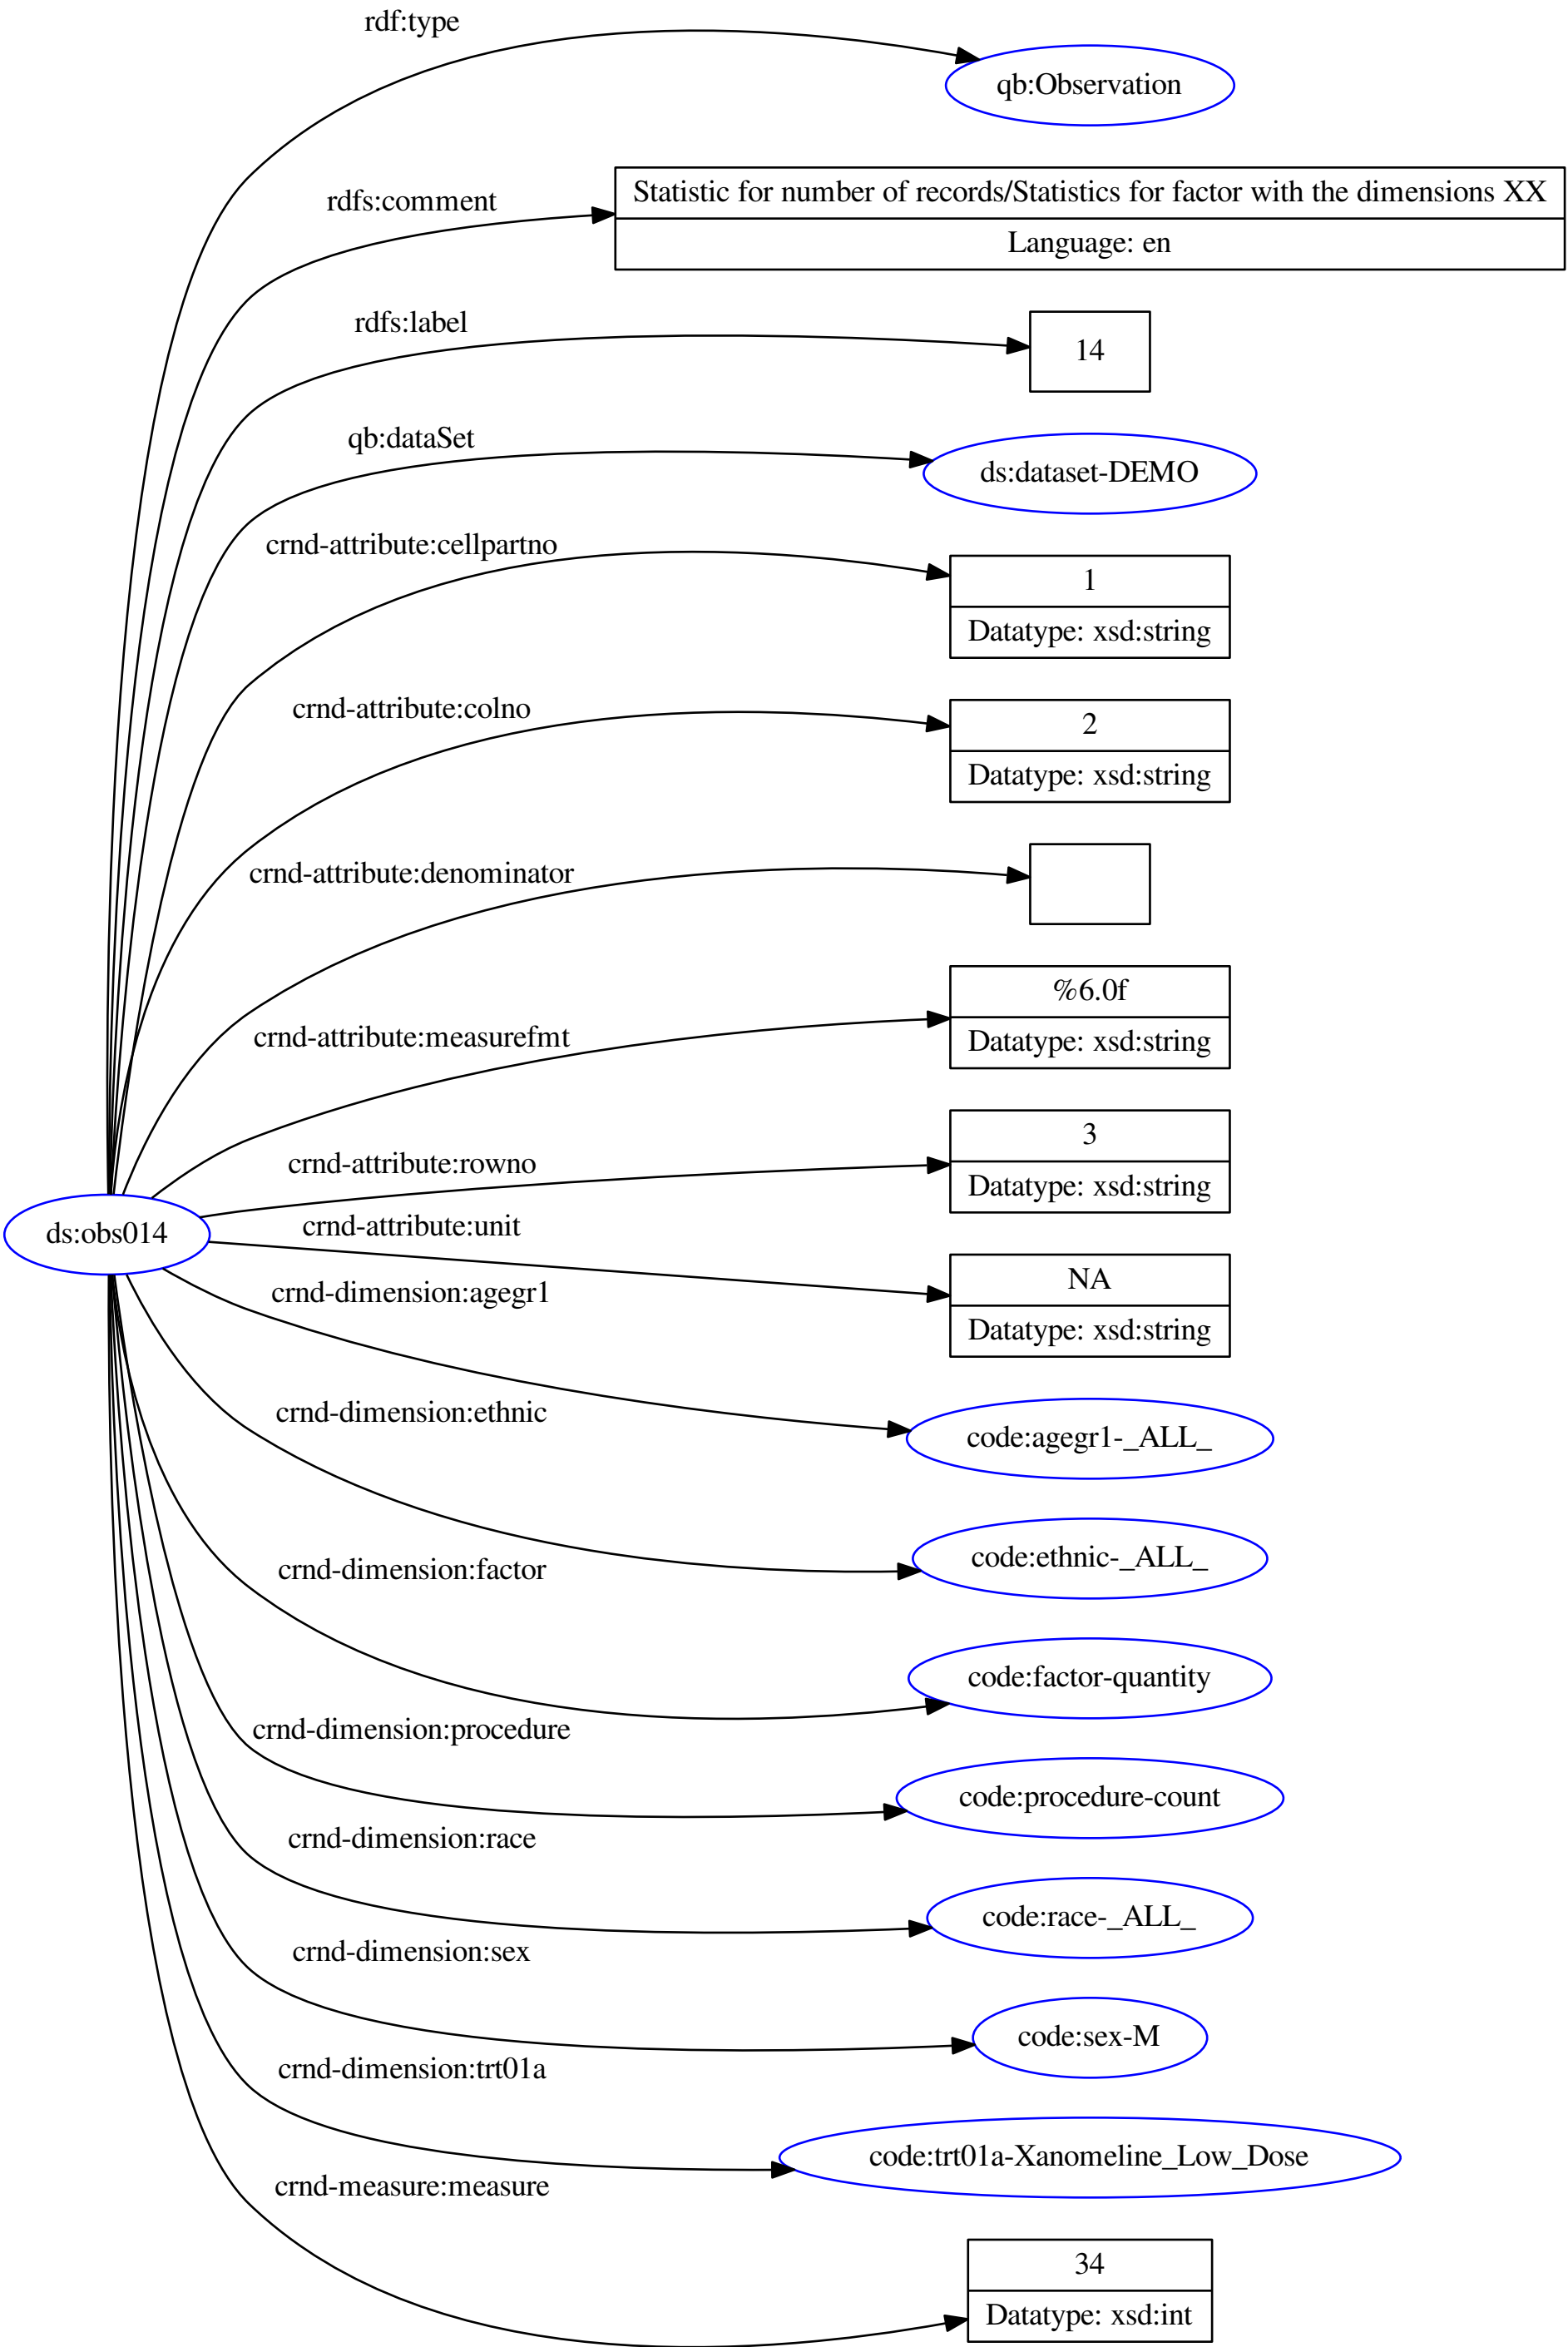 rdf:type
qb:Observation
rdfs:comment
Statistic for number of records/Statistics for factor with the dimensions XX
Language: en
rdfs:label
14
qb:dataSet
ds:dataset-DEMO
crnd-attribute:cellpartno
1
Datatype: xsd:string
crnd-attribute:colno
2
Datatype: xsd:string
crnd-attribute:denominator
crnd-attribute:measurefmt
%6.0f
Datatype: xsd:string
crnd-attribute:rowno
3
Datatype: xsd:string
ds:obs014
crnd-attribute:unit
NA
Datatype: xsd:string
crnd-dimension:agegr1
code:agegr1-_ALL_
crnd-dimension:ethnic
code:ethnic-_ALL_
crnd-dimension:factor
code:factor-quantity
crnd-dimension:procedure
code:procedure-count
crnd-dimension:race
code:race-_ALL_
crnd-dimension:sex
code:sex-M
crnd-dimension:trt01a
code:trt01a-Xanomeline_Low_Dose
crnd-measure:measure
34
Datatype: xsd:int